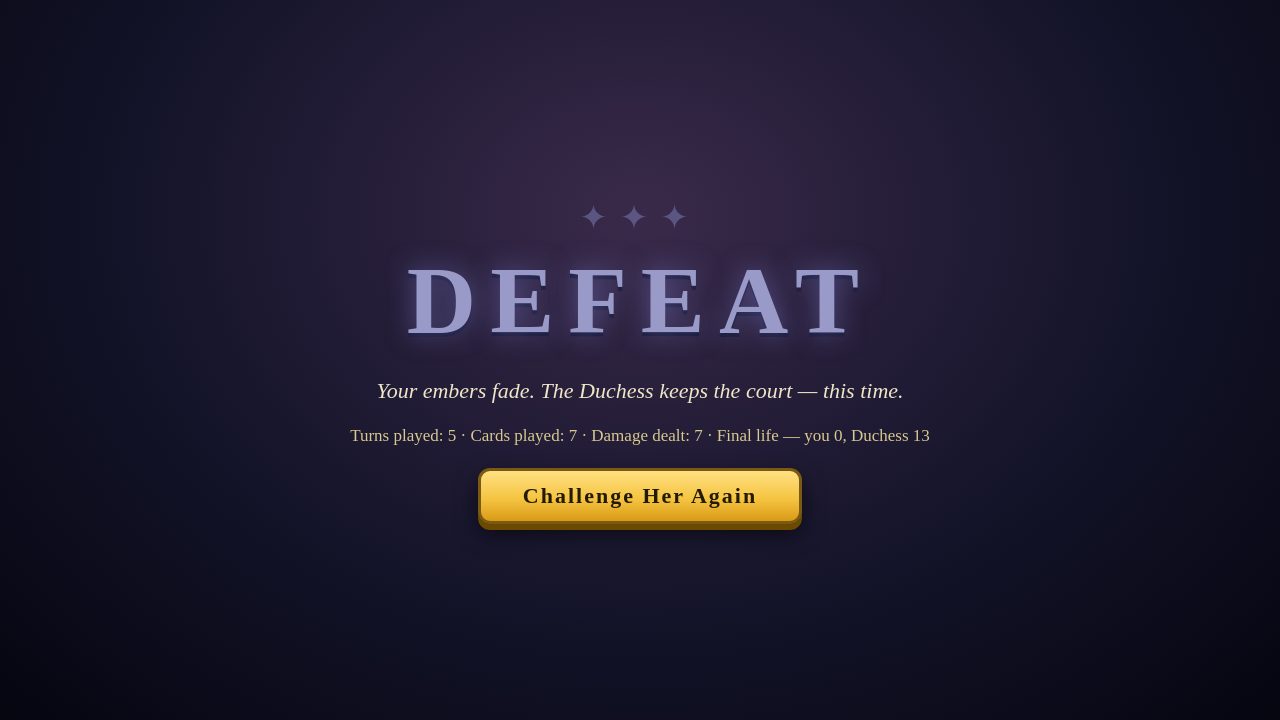 DEFEAT
Your embers fade. The Duchess keeps the court — this time.
Turns played: 5 · Cards played: 7 · Damage dealt: 7 · Final life — you 0, Duchess 13
Challenge Her Again